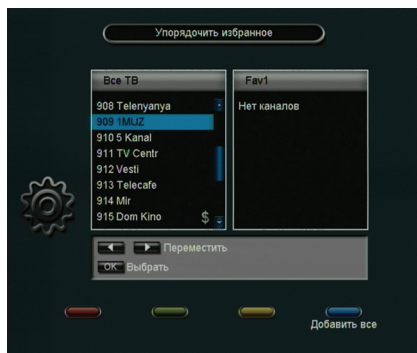 Упорядочить избранное
Все ТВ
908 Telenyanya
909 1MUZ
910 5 Kanal
911 TV Centr
912 Vesti
913 Telecafe
914 Mir
915 Dom Kino $
Fav1
Нет каналов
Переместить
OK Выбрать
Добавить все